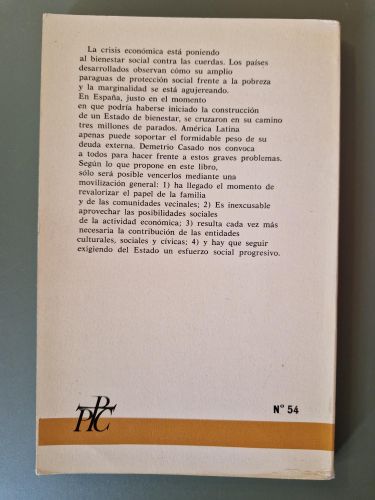 La crisis económica está poniendo
al bienestar social contra las cuerdas. Los países
desarrollados observan cómo su amplio
paraguas de protección social frente a la pobreza
y la marginalidad se está agujereando.
En España, justo en el momento
en que podría haberse iniciado la construcción
de un Estado de bienestar, se cruzaron en su camino
tres millones de parados. América Latina
apenas puede soportar el formidable peso de su
deuda externa. Demetrio Casado nos convoca
a todos para hacer frente a estos graves problemas.
Según lo que propone en este libro,
sólo será posible vencerlos mediante una
movilización general: 1) ha llegado el momento de
revalorizar el papel de la familia
y de las comunidades vecinales; 2) Es inexcusable
aprovechar las posibilidades sociales
de la actividad económica; 3) resulta cada vez más
necesaria la contribución de las entidades
culturales, sociales y cívicas; 4) y hay que seguir
exigiendo del Estado un esfuerzo social progresivo.
PPC
N° 54